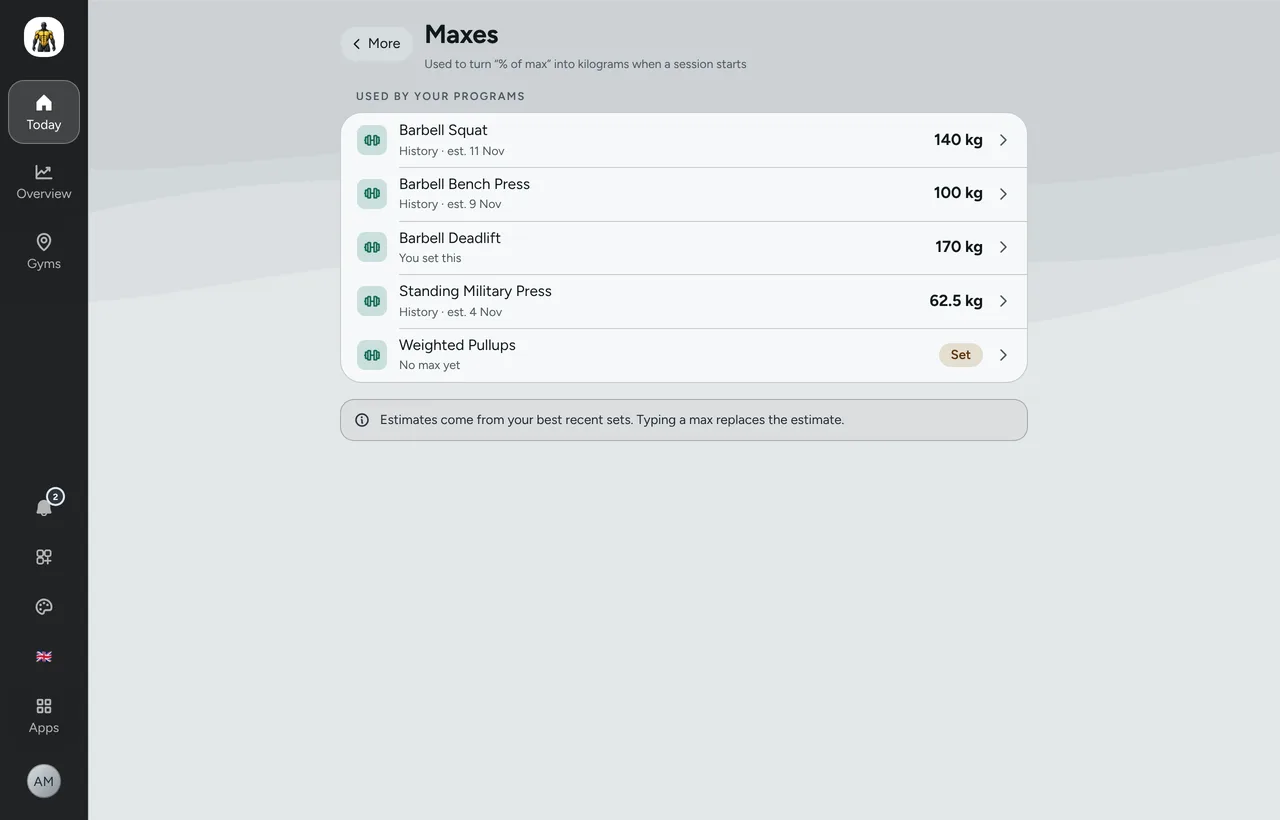 More
Maxes
Used to turn “% of max” into kilograms when a session starts
USED BY YOUR PROGRAMS
Barbell Squat
History · est. 11 Nov
140 kg
Barbell Bench Press
History · est. 9 Nov
100 kg
Barbell Deadlift
You set this
170 kg
Standing Military Press
History · est. 4 Nov
62.5 kg
Weighted Pullups
No max yet
Set
Estimates come from your best recent sets. Typing a max replaces the estimate.
Today
Overview
Gyms
2
Apps
AM